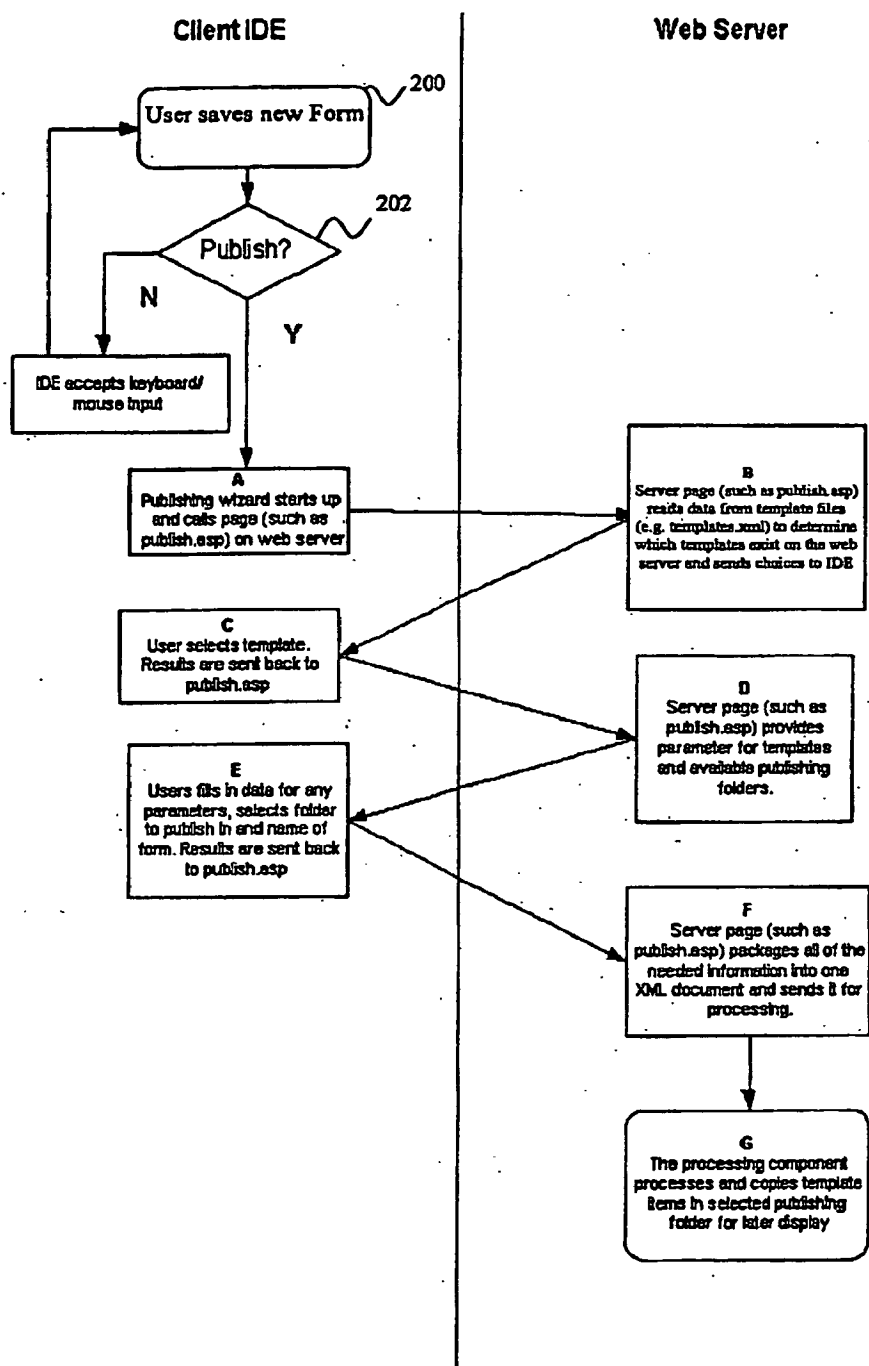 Client IDE
Web Server
200
User saves new Form
202
Publish?
N
Y
IDE accepts keyboard/
mouse input
A
Publishing wizard starts up
and calls page (such as
publish.asp) on web server
B
Server page (such as publish.asp)
reads data from template files
(e.g. templates.xml) to determine
which templates exist on the web
server and sends choices to IDE
C
User selects template.
Results are sent back to
publish.asp
D
Server page (such as
publish.asp) provides
parameter for templates
and available publishing
folders.
E
Users fills in data for any
parameters, selects folder
to publish in and name of
form. Results are sent back
to publish.asp
F
Server page (such as
publish.asp) packages all of the
needed information into one
XML document and sends it for
processing.
G
The processing component
processes and copies template
items in selected publishing
folder for later display